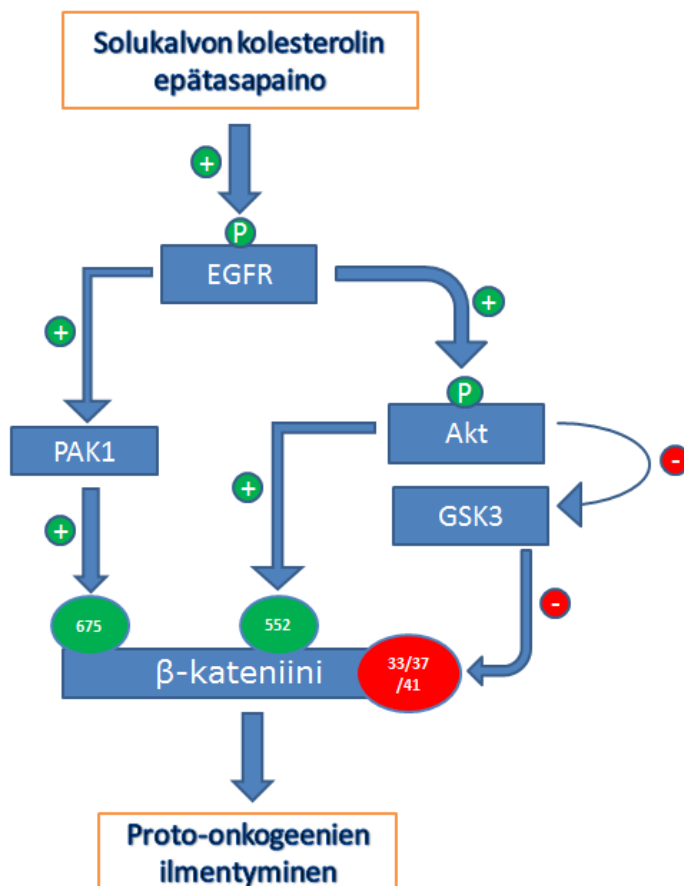 Solukalvon kolesterolin
epätasapaino
+
P
EGFR
+
+
P
Akt
PAK1
-
+
GSK3
+
-
675
552
33/37
/41
β-kateniini
Proto-onkogeenien
ilmentyminen